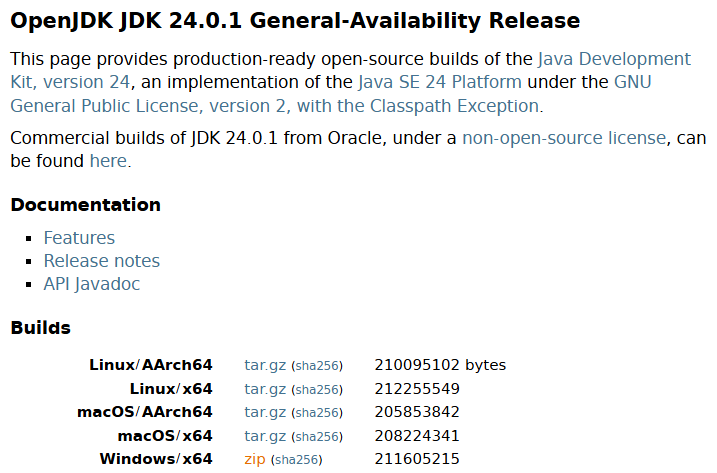 OpenJDK JDK 24.0.1 General-Availability Release
This page provides production-ready open-source builds of the Java Development
Kit, version 24, an implementation of the Java SE 24 Platform under the GNU
General Public License, version 2, with the Classpath Exception.
Commercial builds of JDK 24.0.1 from Oracle, under a non-open-source license, can
be found here.
Documentation
Features
Release notes
API Javadoc
Builds
Linux/AArch64 tar.gz (sha256) 210095102 bytes
Linux/x64 tar.gz (sha256) 212255549
macOS/AArch64 tar.gz (sha256) 205853842
macOS/x64 tar.gz (sha256) 208224341
Windows/x64 zip (sha256) 211605215